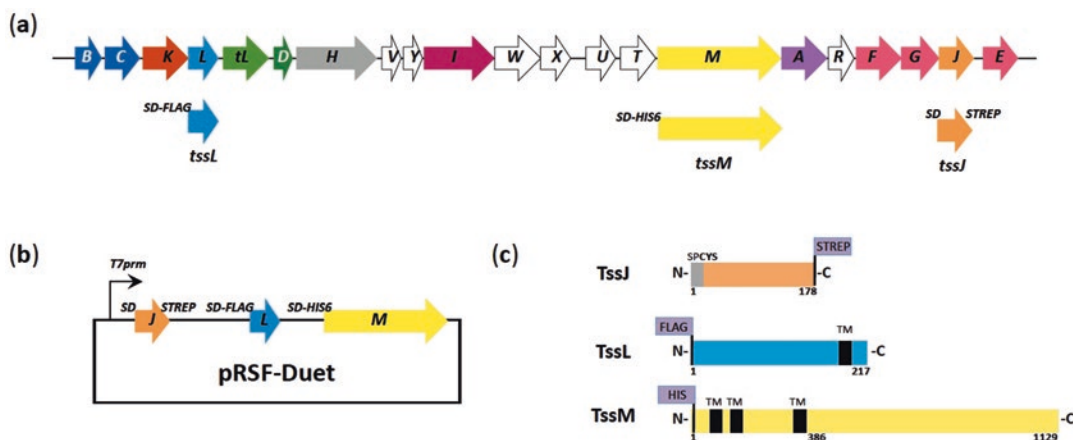 (a)
B C K L tL D H V Y I W X U T M A R F G J E
SD-FLAG SD-HIS6 SD STREP
tssL tssM tssJ
(b)
T7prm
SD J STREP SD-FLAG L SD-HIS6 M
pRSF-Duet
(c)
STREP
SPCYS
TssJ N- -C
1 178
FLAG TM
TssL N- -C
1 217
HIS TM TM TM
TssM N- -C
1 386 1129